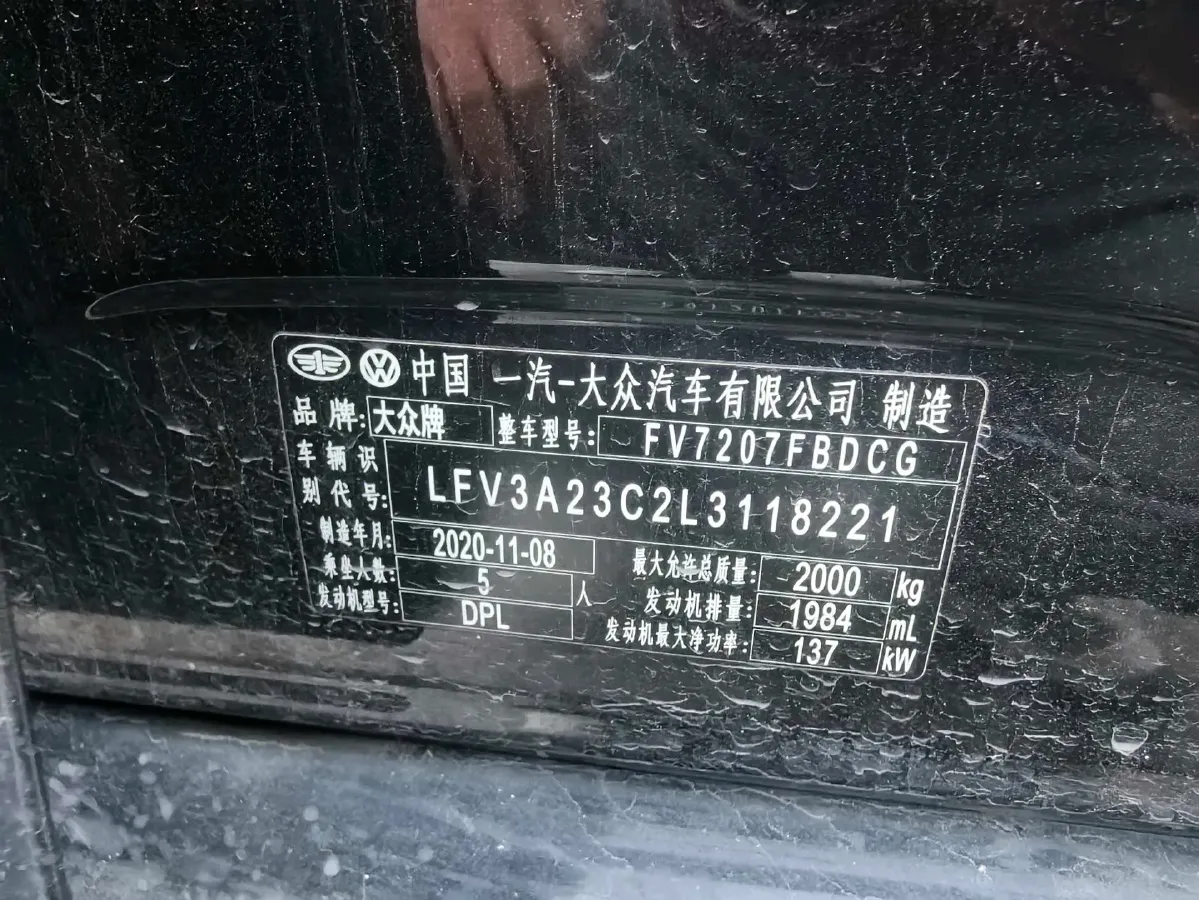 中国 一汽-大众汽车有限公司 制造
品牌: 大众牌 整车型号: FV7207FBDCG
车辆识别代号: LFV3A23C2L3118221
制造年月: 2020-11-08 最大允许总质量: 2000 kg
乘坐人数: 5 人 发动机排量: 1984 mL
发动机型号: DPL 发动机最大净功率: 137 kW